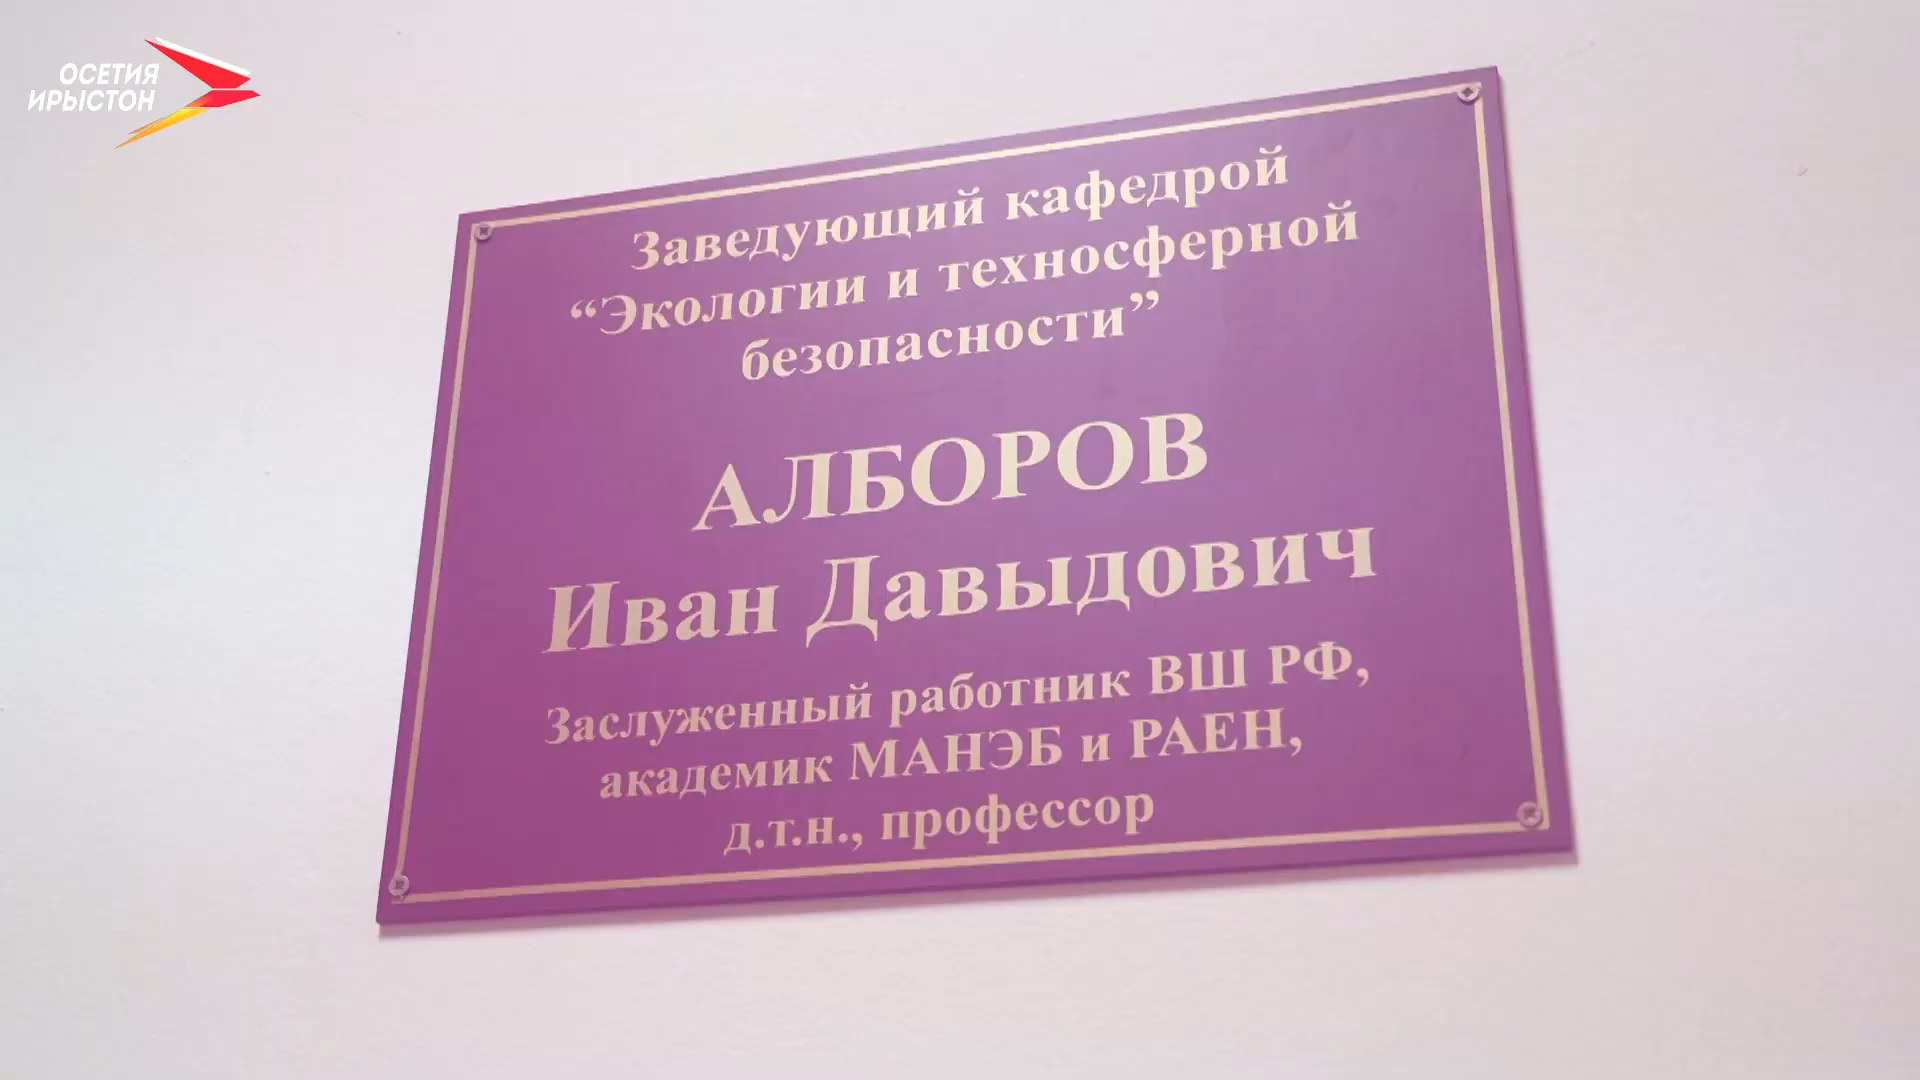 ОСЕТИЯ
ИРЫСТОН
Заведующий кафедрой
“Экологии и техносферной
безопасности”
АЛБОРОВ
Иван Давыдович
Заслуженный работник ВШ РФ,
академик МАНЭБ и РАЕН,
д.т.н., профессор